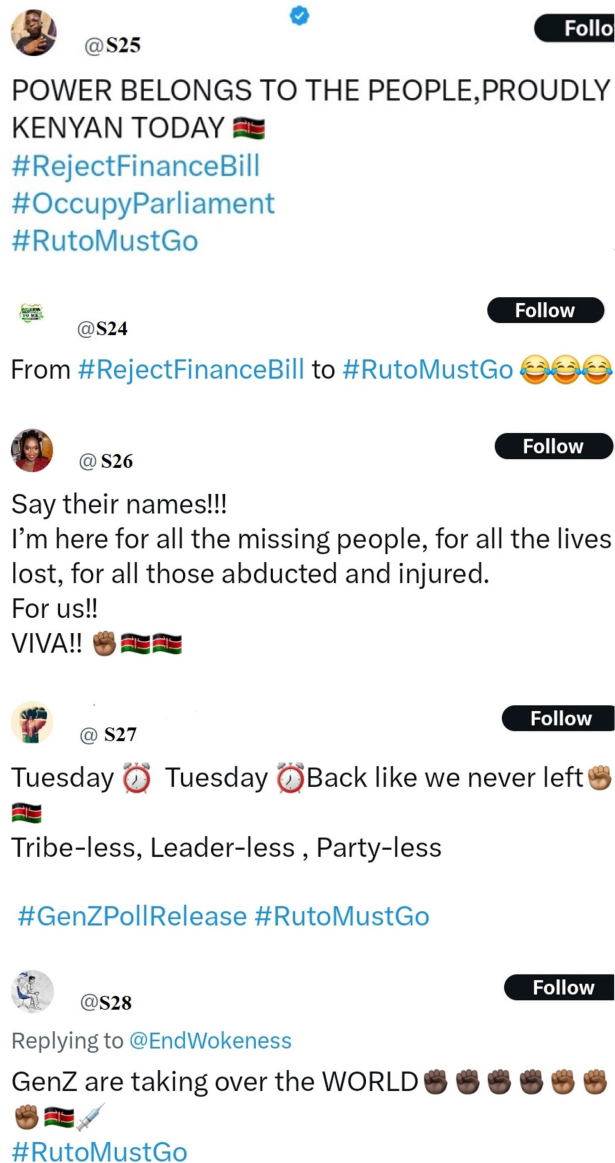 @S25
Follo
POWER BELONGS TO THE PEOPLE,PROUDLY
KENYAN TODAY 🇰🇪
#RejectFinanceBill
#OccupyParliament
#RutoMustGo
@S24
Follow
From #RejectFinanceBill to #RutoMustGo 😂😂😂
@ S26
Follow
Say their names!!!
I’m here for all the missing people, for all the lives
lost, for all those abducted and injured.
For us!!
VIVA!! ✊🏾🇰🇪🇰🇪
@ S27
Follow
Tuesday ⏰ Tuesday ⏰Back like we never left✊🏽
🇰🇪
Tribe-less, Leader-less , Party-less
#GenZPollRelease #RutoMustGo
@S28
Follow
Replying to @EndWokeness
GenZ are taking over the WORLD✊🏿✊🏿✊🏿✊🏿✊🏾✊🏾
✊🏾🇰🇪💉
#RutoMustGo